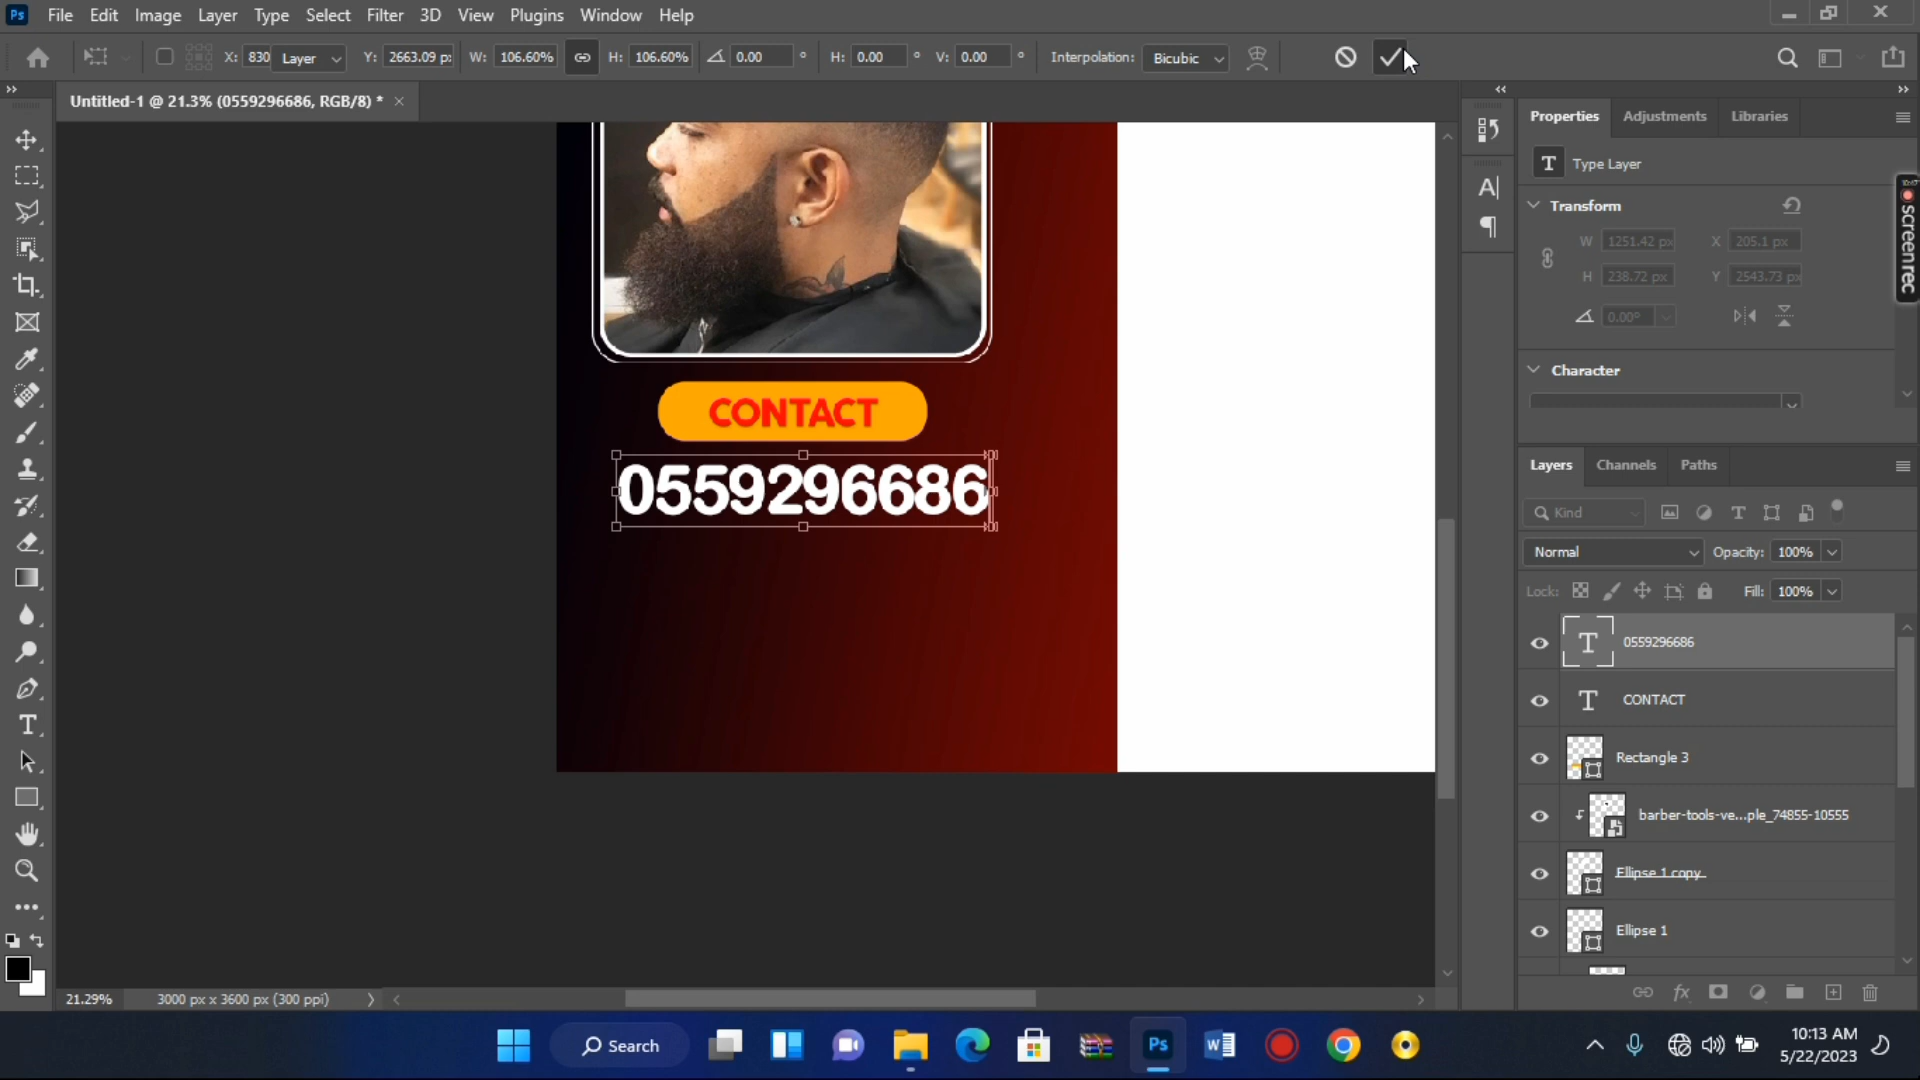 Ps File Edit Image Layer Type Select Filter 3D View Plugins Window Help
X: 830 Layer Y: 2663.09 p: W: 106.60% H: 106.60% 0.00 ° H: 0.00 ° V: 0.00 ° Interpolation: Bicubic
Untitled-1 @ 21.3% (0559296686, RGB/8) * ×
Properties Adjustments Libraries
T Type Layer
Transform
W 1251.42 px X 205.1 px
H 238.72 px Y 2543.73 px
0.00°
Character
screenrec
CONTACT
0559296686
Layers Channels Paths
Kind
Normal Opacity: 100%
Lock: Fill: 100%
T 0559296686
T CONTACT
Rectangle 3
barber-tools-ve...ple_74855-10555
Ellipse 1 copy
Ellipse 1
fx
21.29% 3000 px x 3600 px (300 ppi)
Search
Ps
10:13 AM
5/22/2023